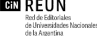 CiN REUN
Red de Editoriales
de Universidades Nacionales
de la Argentina